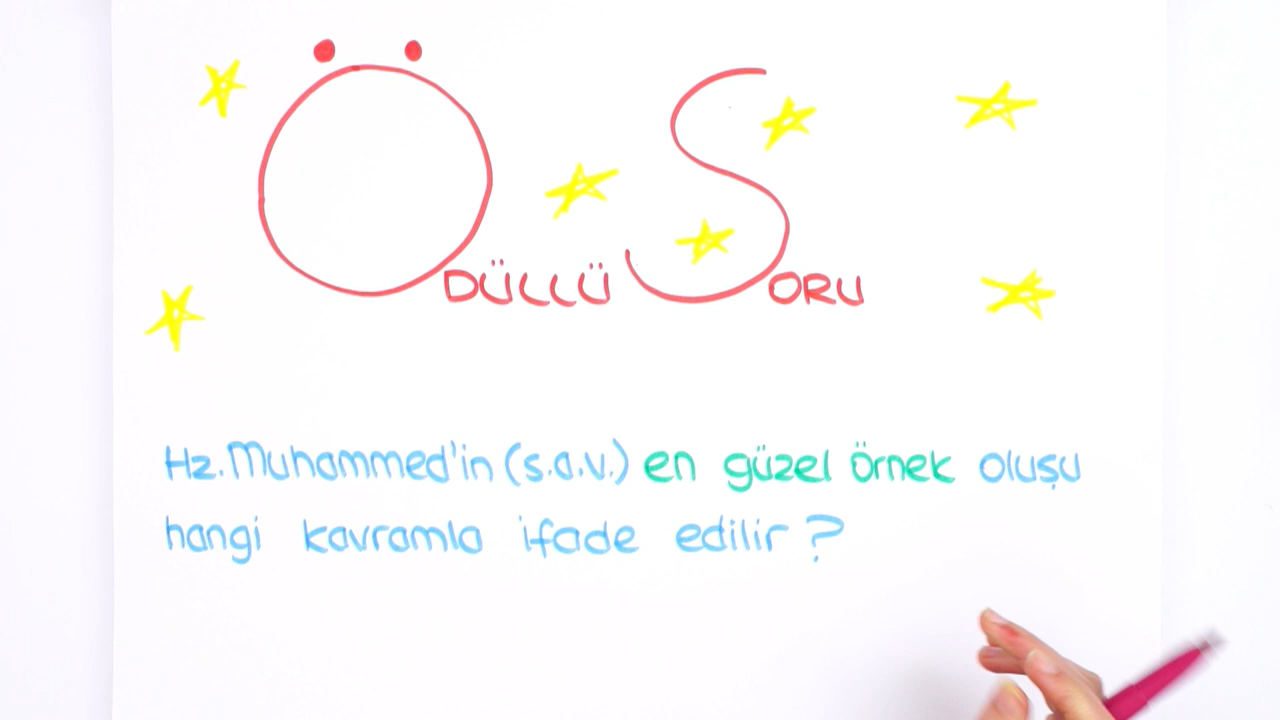 ÖDÜLLÜ SORU
Hz. Muhammed'in (s.a.v.) en güzel örnek oluşu
hangi kavramla ifade edilir?